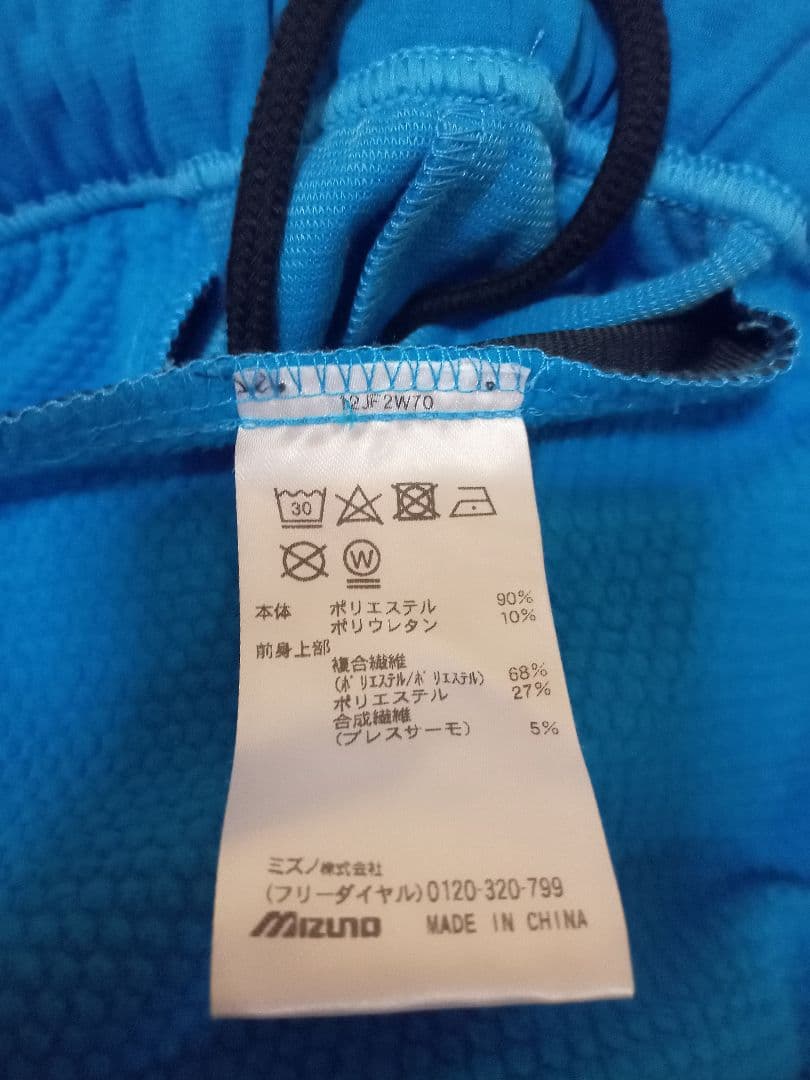 12JF2W70
30
W
本体 ポリエステル 90%
ポリウレタン 10%
前身上部
複合繊維 68%
(ポリエステル/ポリエステル)
ポリエステル 27%
合成繊維 5%
(ブレスサーモ)
ミズノ株式会社
(フリーダイヤル)0120-320-799
MIZUNO MADE IN CHINA